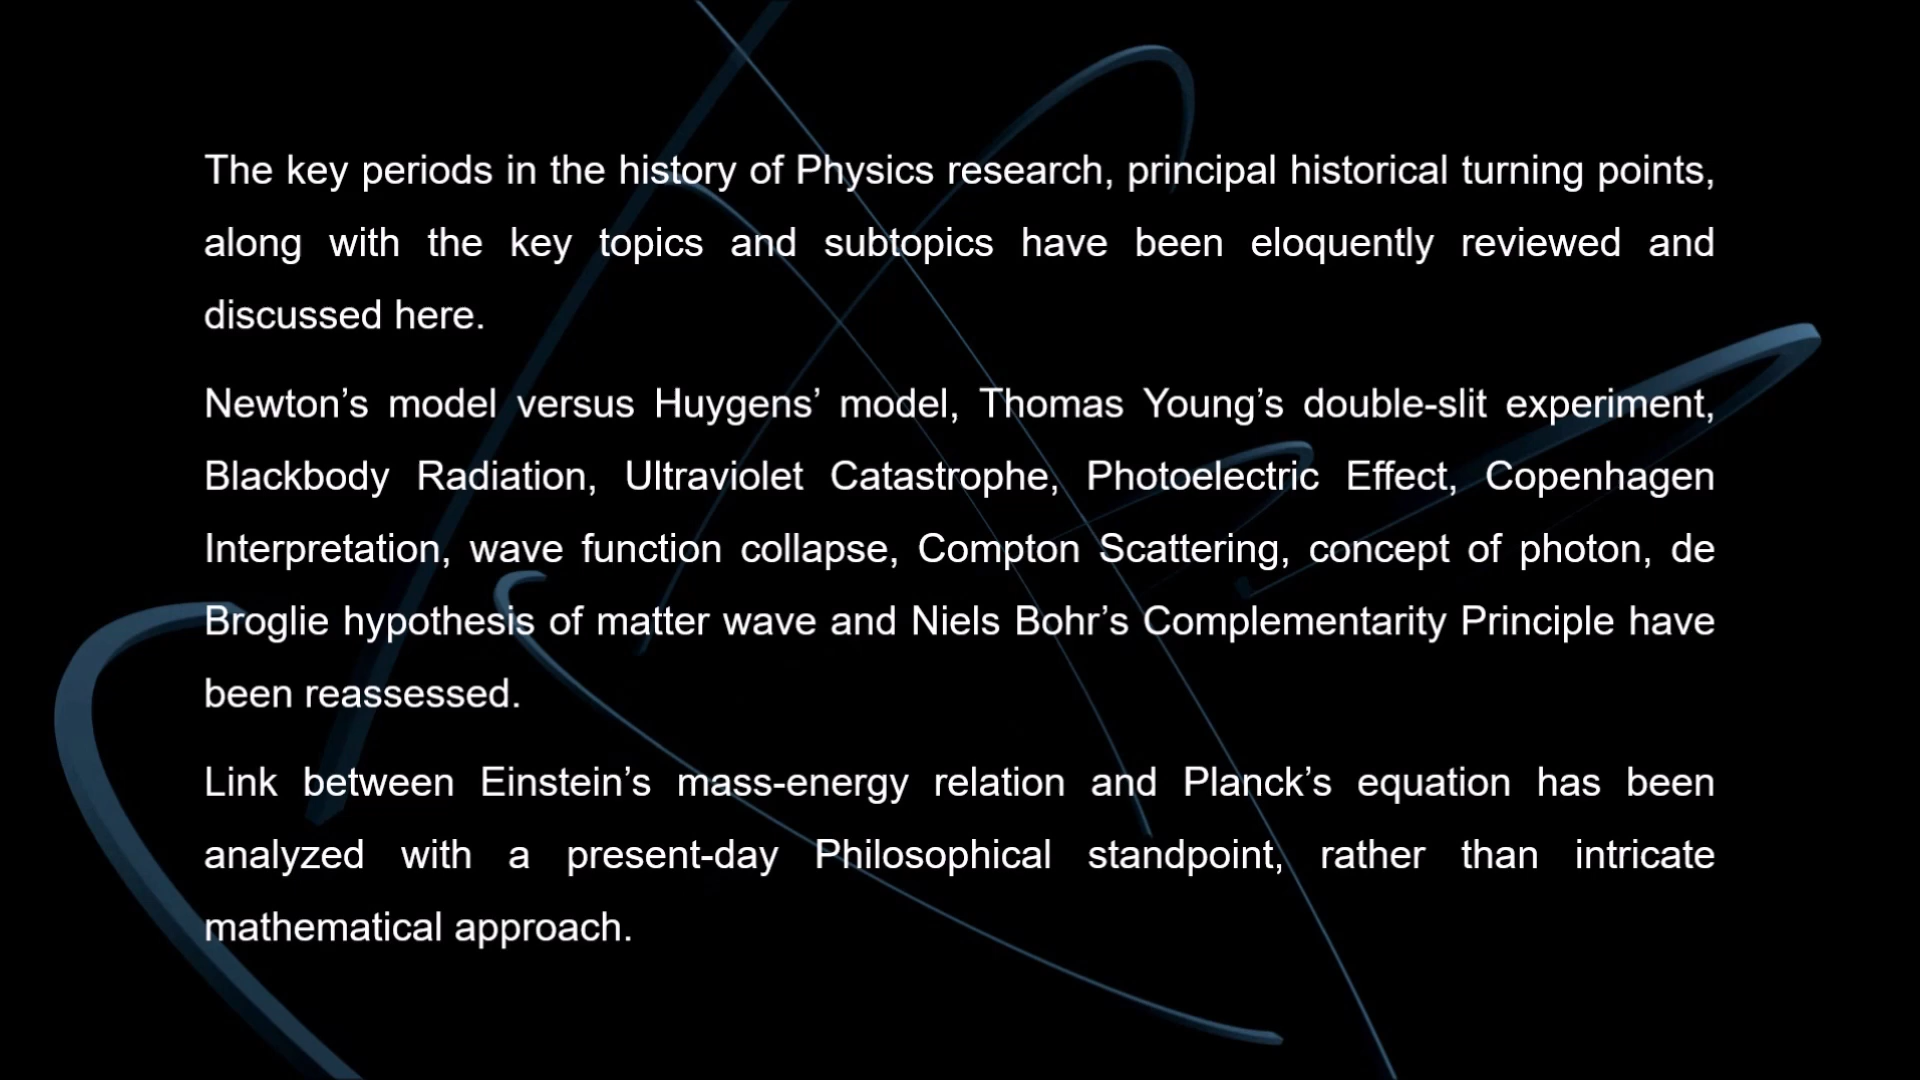 The key periods in the history of Physics research, principal historical turning points,
along with the key topics and subtopics have been eloquently reviewed and
discussed here.
Newton’s model versus Huygens’ model, Thomas Young’s double-slit experiment,
Blackbody Radiation, Ultraviolet Catastrophe, Photoelectric Effect, Copenhagen
Interpretation, wave function collapse, Compton Scattering, concept of photon, de
Broglie hypothesis of matter wave and Niels Bohr’s Complementarity Principle have
been reassessed.
Link between Einstein’s mass-energy relation and Planck’s equation has been
analyzed with a present-day Philosophical standpoint, rather than intricate
mathematical approach.